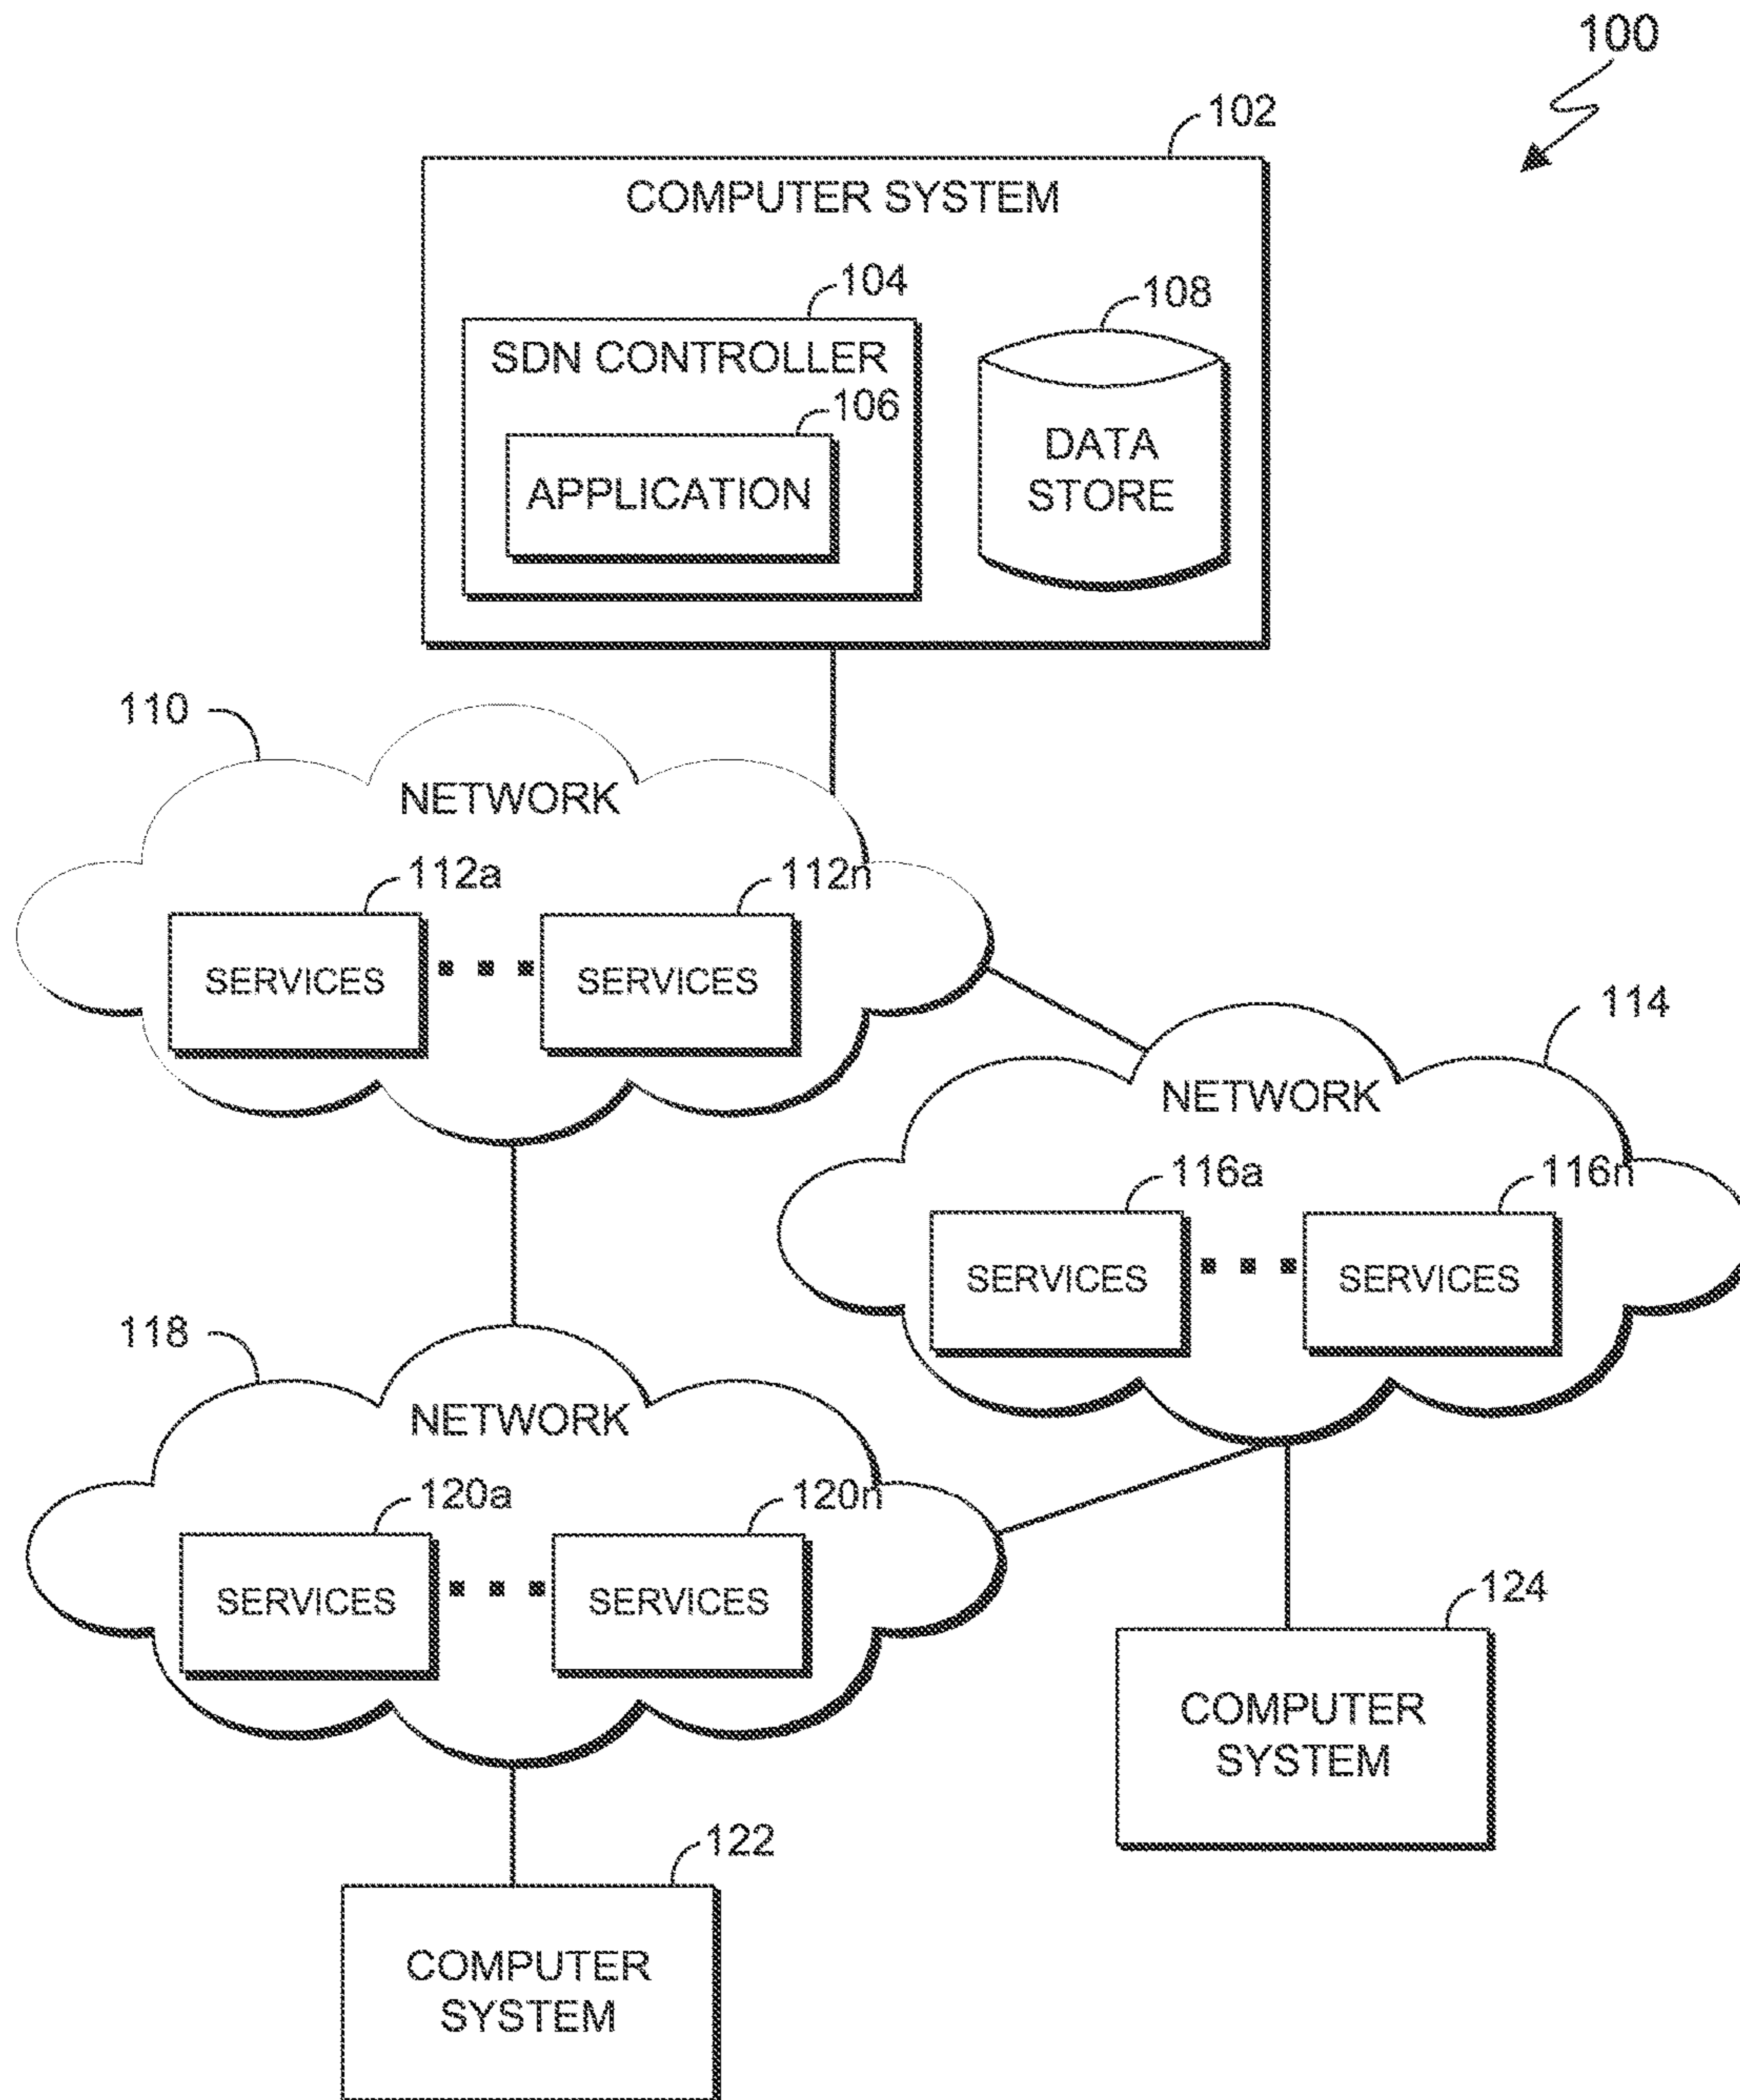 100
102
COMPUTER SYSTEM
104
108
SDN CONTROLLER
106
APPLICATION
DATA
STORE
110
NETWORK
112a
112n
SERVICES
SERVICES
114
NETWORK
116a
116n
SERVICES
SERVICES
118
NETWORK
120a
120n
SERVICES
SERVICES
124
COMPUTER
SYSTEM
122
COMPUTER
SYSTEM